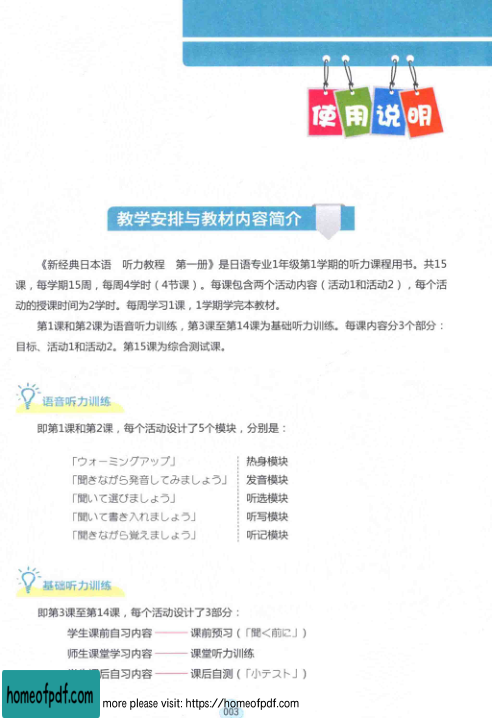 使用说明
教学安排与教材内容简介
《新经典日本语 听力教程 第一册》是日语专业1年级第1学期的听力课程用书。共15
课，每学期15周，每周4学时（4节课）。每课包含两个活动内容（活动1和活动2），每个活
动的授课时间为2学时。每周学习1课，1学期学完本教材。
第1课和第2课为语音听力训练，第3课至第14课为基础听力训练。每课内容分3个部分：
目标、活动1和活动2。第15课为综合测试课。
语音听力训练
即第1课和第2课，每个活动设计了5个模块，分别是：
「ウォーミングアップ」 热身模块
「聞きながら発音してみましょう」 发音模块
「聞いて選びましょう」 听选模块
「聞いて書き入れましょう」 听写模块
「聞きながら覚えましょう」 听记模块
基础听力训练
即第3课至第14课，每个活动设计了3部分：
学生课前自习内容——课前预习（「聞く前に」）
师生课堂学习内容——课堂听力训练
后自习内容——课后自测（「小テスト」）
homeofpdf.com
more please visit: https://homeofpdf.com
003